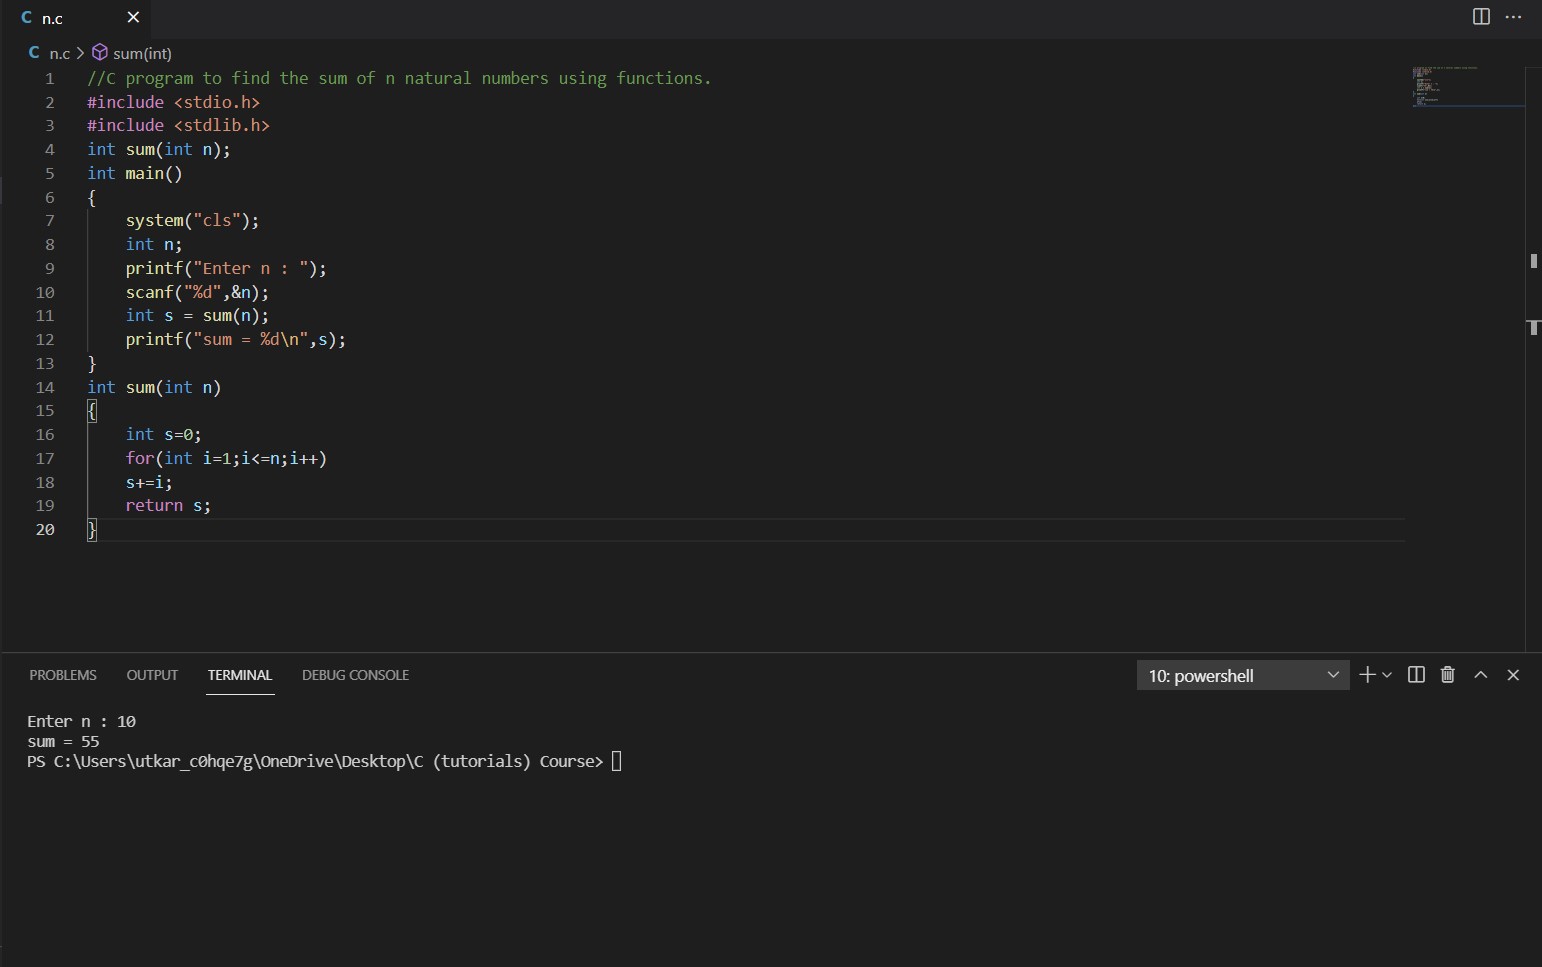 C n.c ×
C n.c > sum(int)
1 //C program to find the sum of n natural numbers using functions.
2 #include <stdio.h>
3 #include <stdlib.h>
4 int sum(int n);
5 int main()
6 {
7 system("cls");
8 int n;
9 printf("Enter n : ");
10 scanf("%d",&n);
11 int s = sum(n);
12 printf("sum = %d\n",s);
13 }
14 int sum(int n)
15 {
16 int s=0;
17 for(int i=1;i<=n;i++)
18 s+=i;
19 return s;
20 }
PROBLEMS OUTPUT TERMINAL DEBUG CONSOLE 10: powershell
Enter n : 10
sum = 55
PS C:\Users\utkar_c0hqe7g\OneDrive\Desktop\C (tutorials) Course>